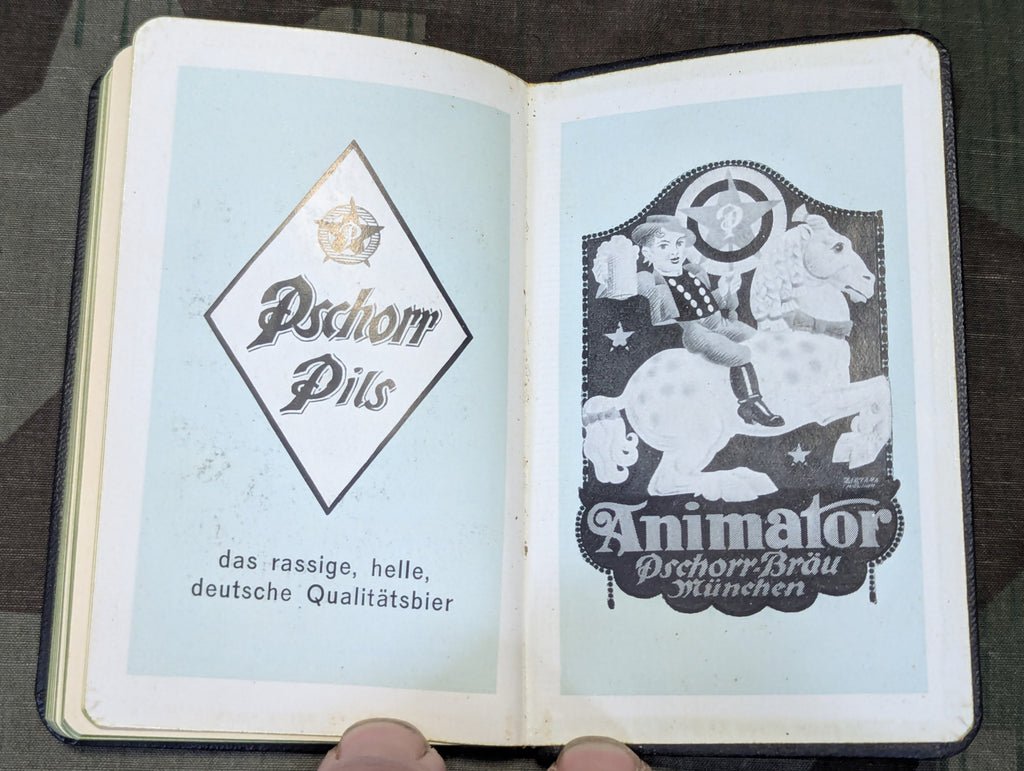 P
Pschorr
Pils
das rassige, helle,
deutsche Qualitätsbier
P
Animator
Pschorr-Bräu
München